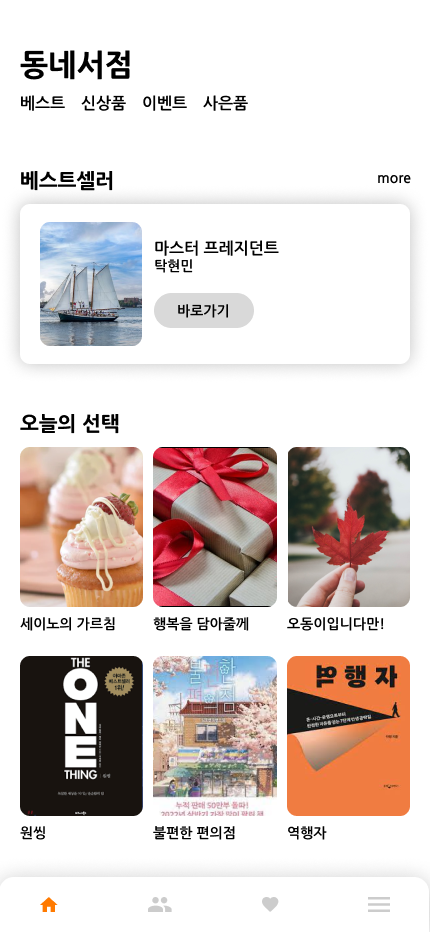 동네서점
베스트 신상품 이벤트 사은품
베스트셀러 more
마스터 프레지던트
탁현민
바로가기
오늘의 선택
세이노의 가르침 행복을 담아줄께 오동이입니다만!
THE
ONE
THING
원씽
불편한 편의점
역행자
누적 판매 50만부 돌파!
원씽 불편한 편의점 역행자